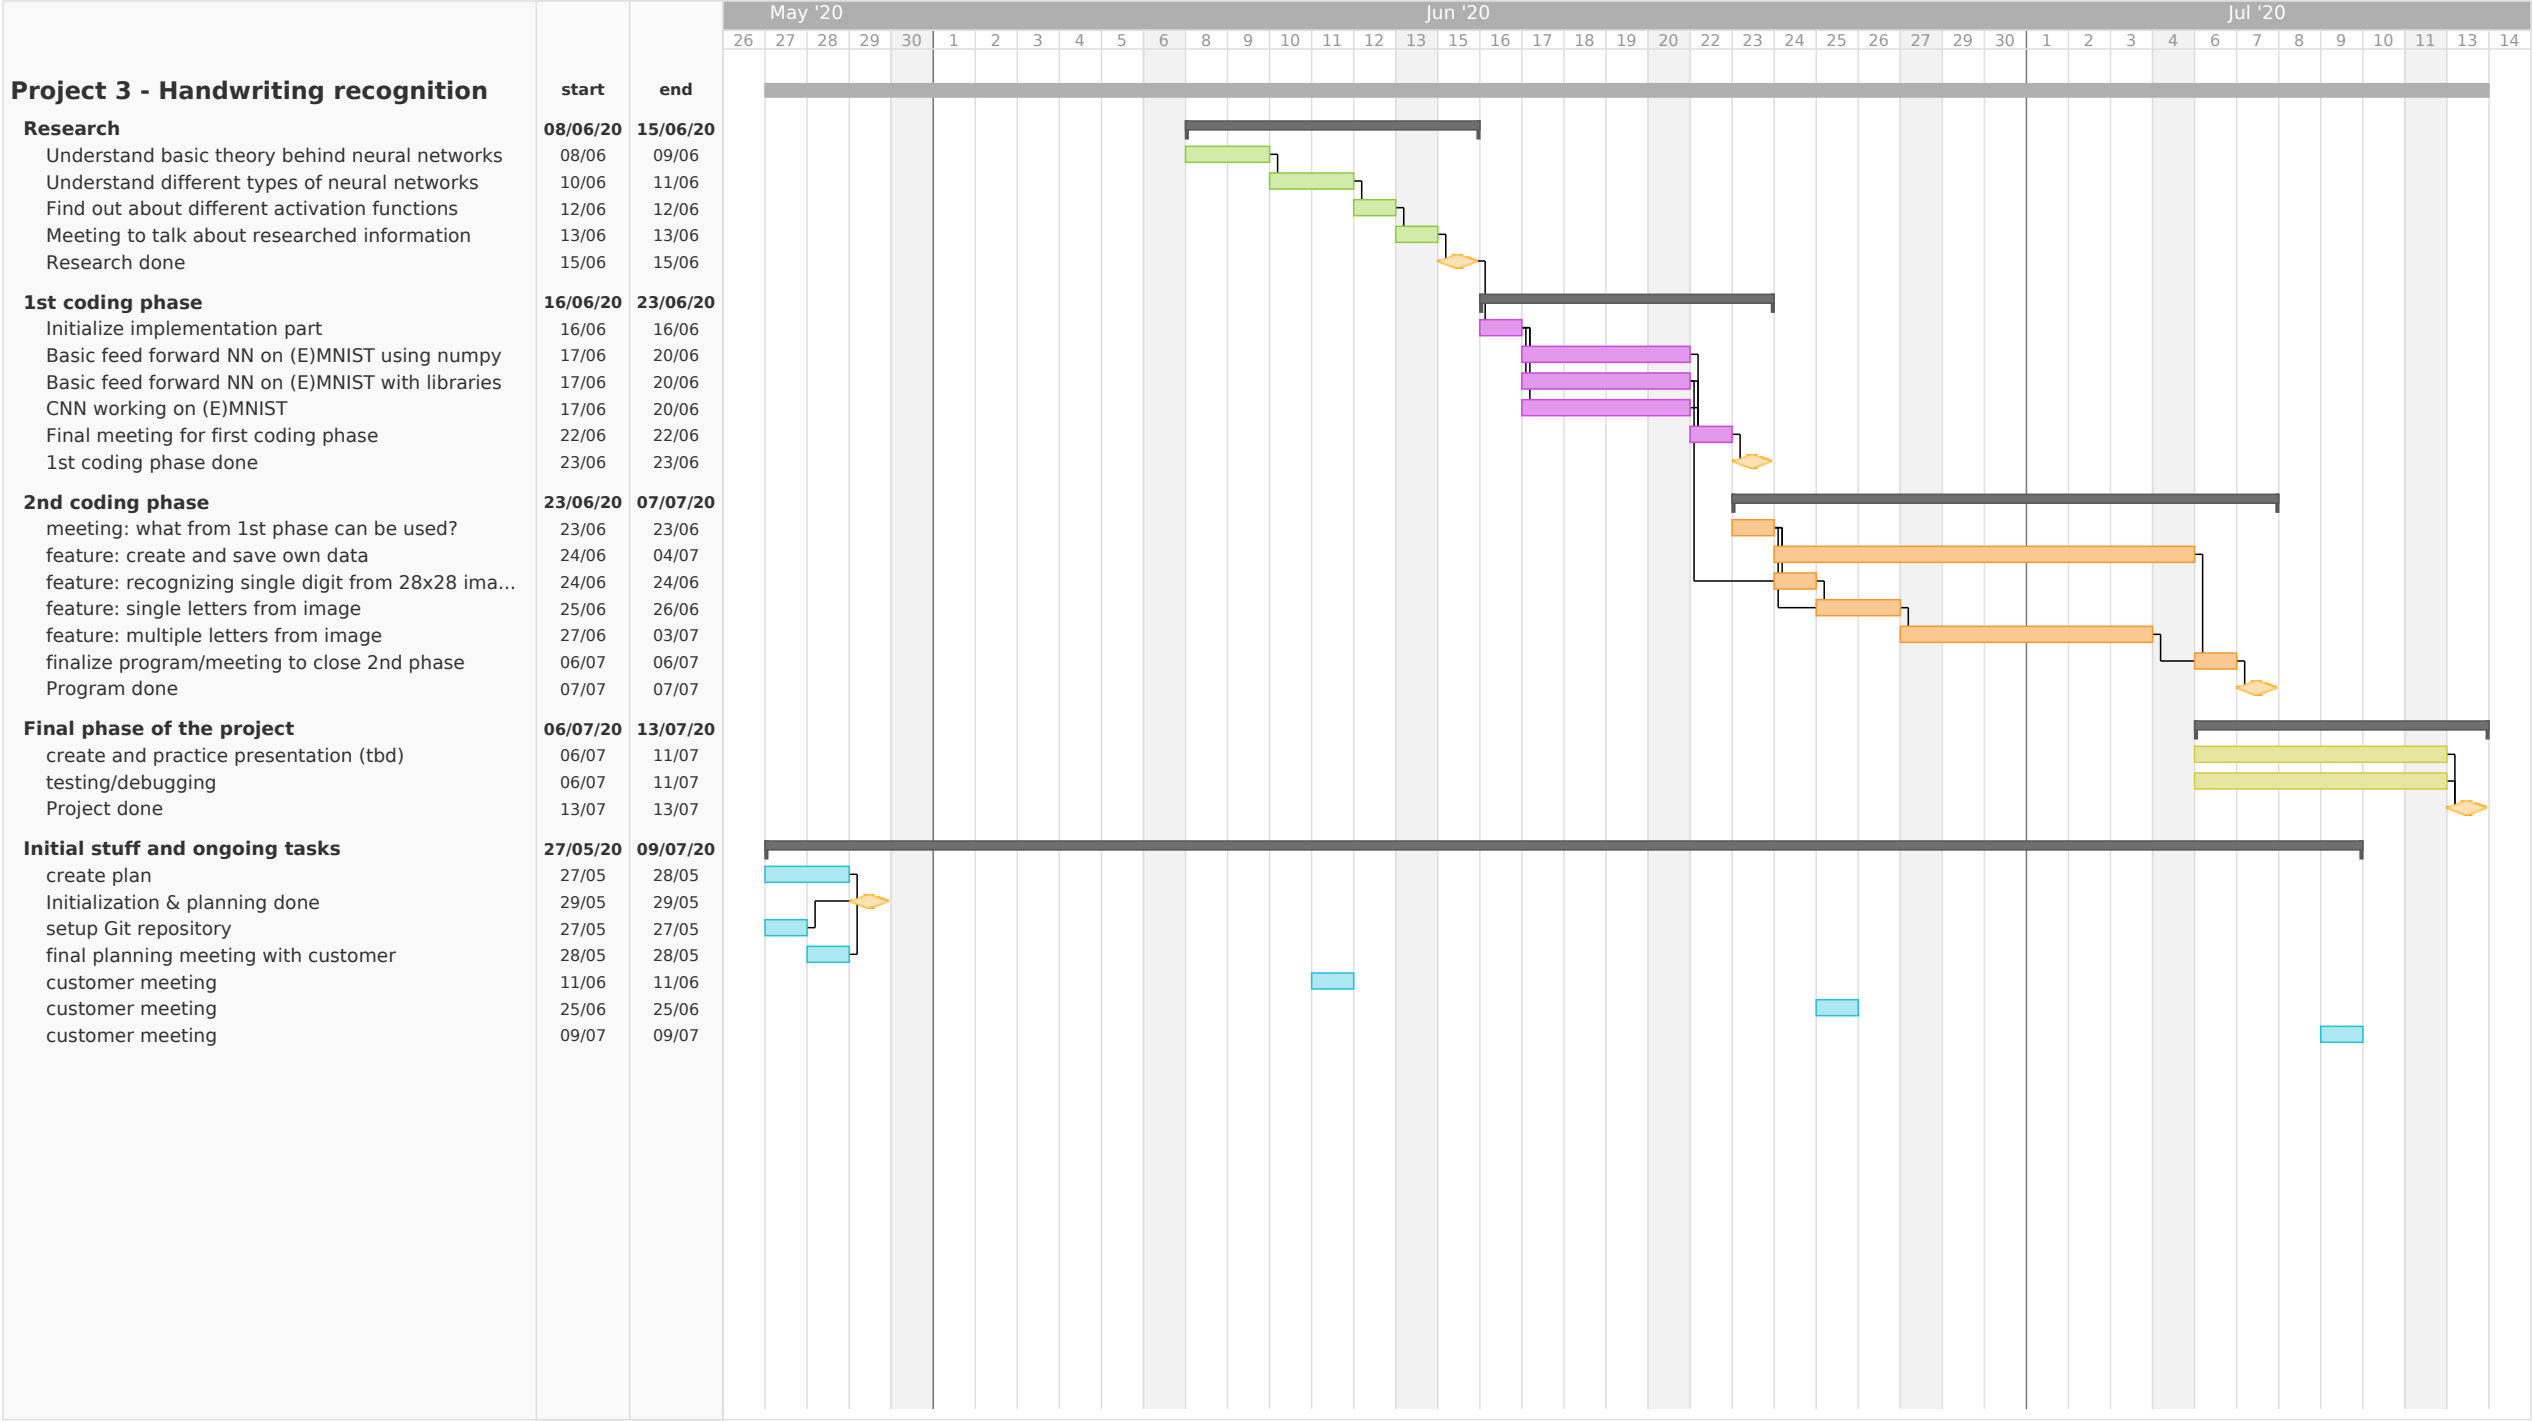 May '20 Jun '20 Jul '20
26 27 28 29 30 1 2 3 4 5 6 8 9 10 11 12 13 15 16 17 18 19 20 22 23 24 25 26 27 29 30 1 2 3 4 6 7 8 9 10 11 13 14
Project 3 - Handwriting recognition start end
Research 08/06/20 15/06/20
Understand basic theory behind neural networks 08/06 09/06
Understand different types of neural networks 10/06 11/06
Find out about different activation functions 12/06 12/06
Meeting to talk about researched information 13/06 13/06
Research done 15/06 15/06
1st coding phase 16/06/20 23/06/20
Initialize implementation part 16/06 16/06
Basic feed forward NN on (E)MNIST using numpy 17/06 20/06
Basic feed forward NN on (E)MNIST with libraries 17/06 20/06
CNN working on (E)MNIST 17/06 20/06
Final meeting for first coding phase 22/06 22/06
1st coding phase done 23/06 23/06
2nd coding phase 23/06/20 07/07/20
meeting: what from 1st phase can be used? 23/06 23/06
feature: create and save own data 24/06 04/07
feature: recognizing single digit from 28x28 ima... 24/06 24/06
feature: single letters from image 25/06 26/06
feature: multiple letters from image 27/06 03/07
finalize program/meeting to close 2nd phase 06/07 06/07
Program done 07/07 07/07
Final phase of the project 06/07/20 13/07/20
create and practice presentation (tbd) 06/07 11/07
testing/debugging 06/07 11/07
Project done 13/07 13/07
Initial stuff and ongoing tasks 27/05/20 09/07/20
create plan 27/05 28/05
Initialization & planning done 29/05 29/05
setup Git repository 27/05 27/05
final planning meeting with customer 28/05 28/05
customer meeting 11/06 11/06
customer meeting 25/06 25/06
customer meeting 09/07 09/07